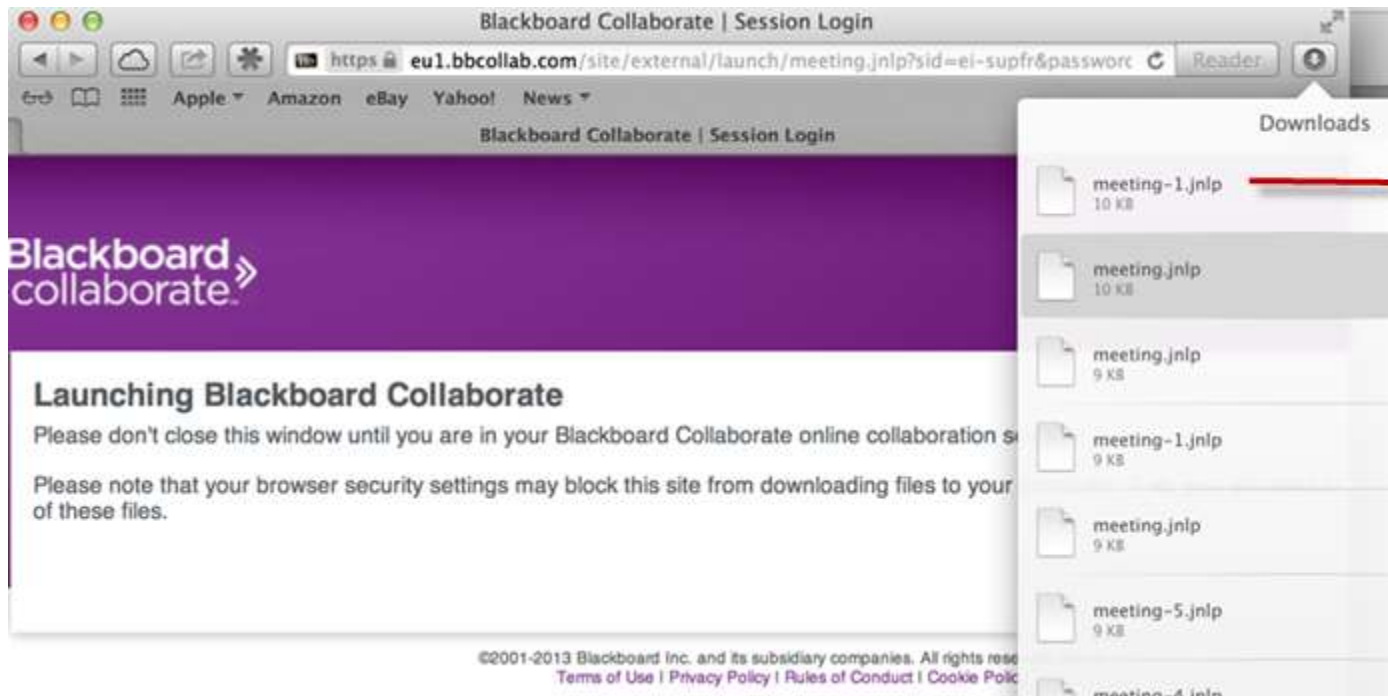 Blackboard Collaborate | Session Login
https eu1.bbcollab.com/site/external/launch/meeting.jnlp?sid=ei-supfr&passworc Reader
Apple Amazon eBay Yahoo! News
Blackboard Collaborate | Session Login
Downloads
meeting-1.jnlp
10 KB
meeting.jnlp
10 KB
meeting.jnlp
9 KB
meeting-1.jnlp
9 KB
meeting.jnlp
9 KB
meeting-5.jnlp
9 KB
meeting-4.jnlp
Blackboard
collaborate™
Launching Blackboard Collaborate
Please don't close this window until you are in your Blackboard Collaborate online collaboration s
Please note that your browser security settings may block this site from downloading files to your
of these files.
©2001-2013 Blackboard Inc. and its subsidiary companies. All rights rese
Terms of Use | Privacy Policy | Rules of Conduct | Cookie Polic